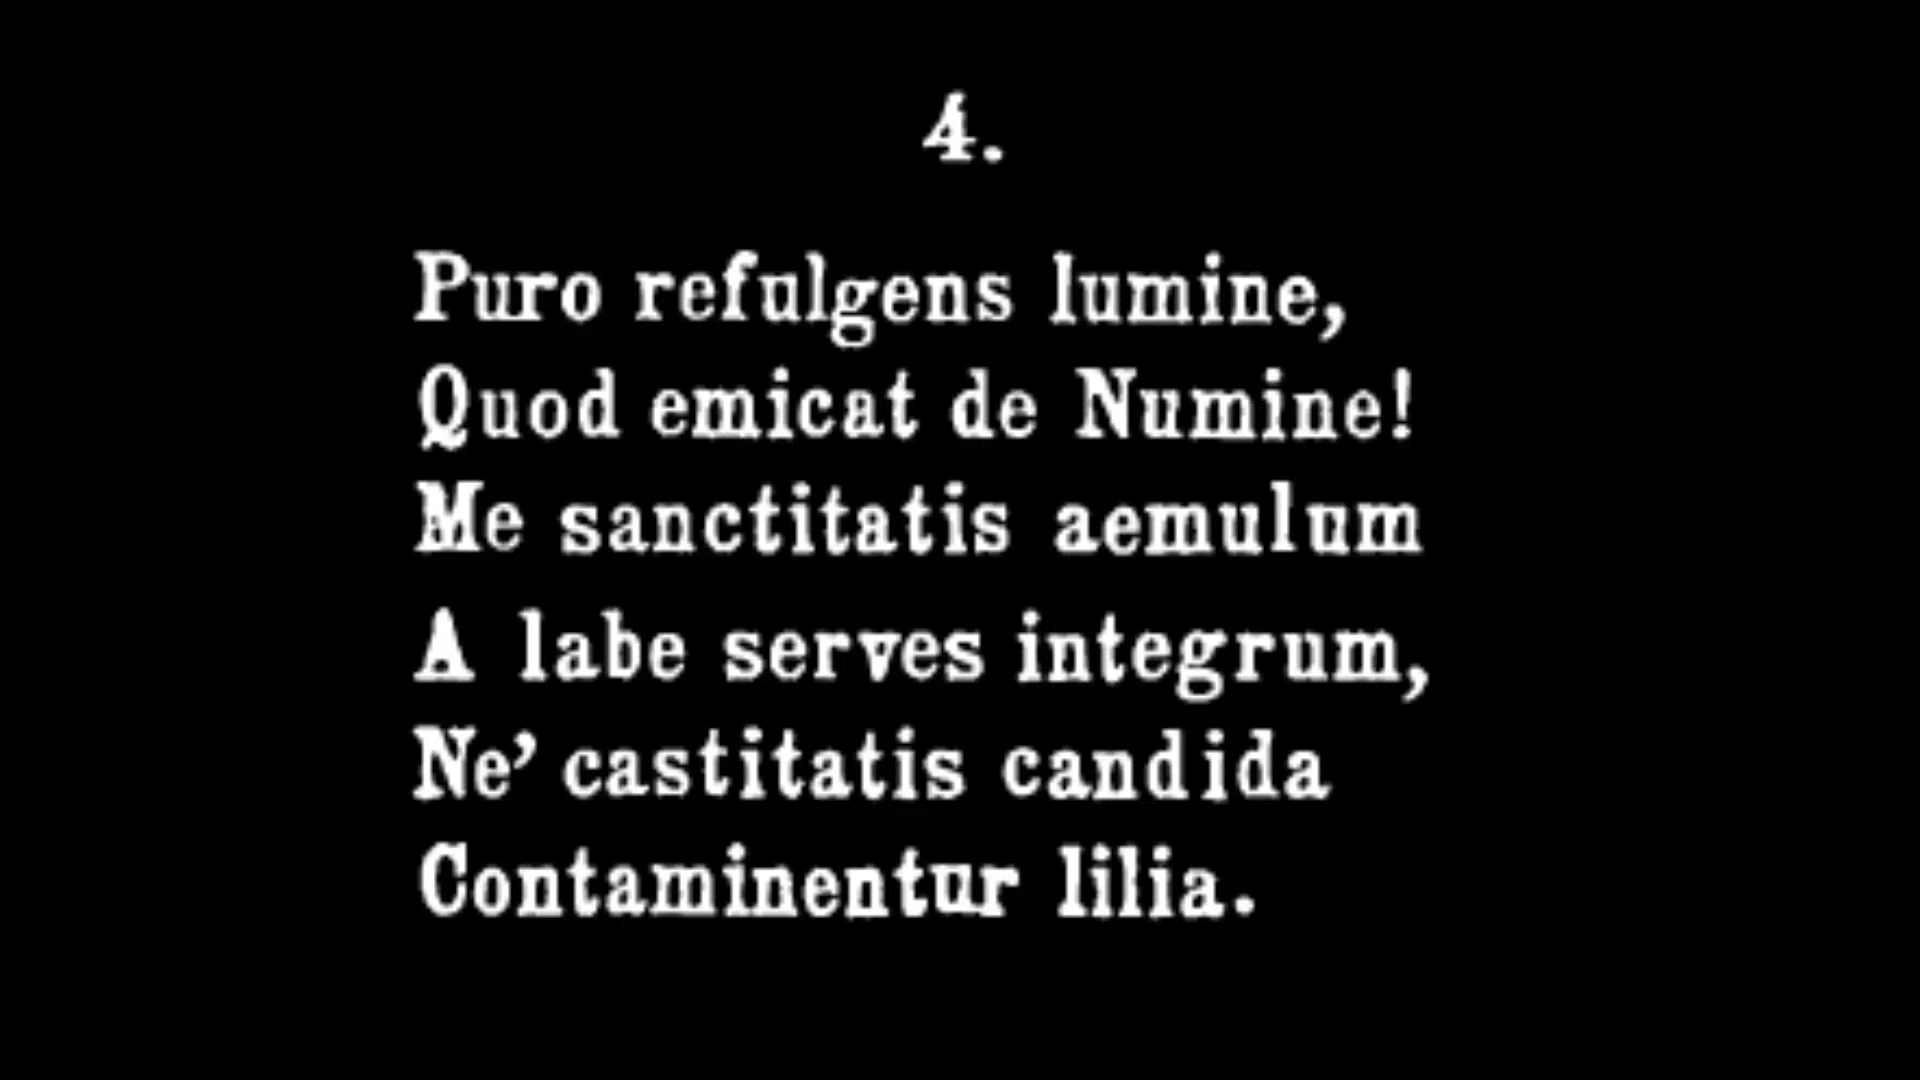 4.
Puro refulgens lumine,
Quod emicat de Numine!
Me sanctitatis aemulum
A labe serves integrum,
Ne’ castitatis candida
Contaminentur lilia.